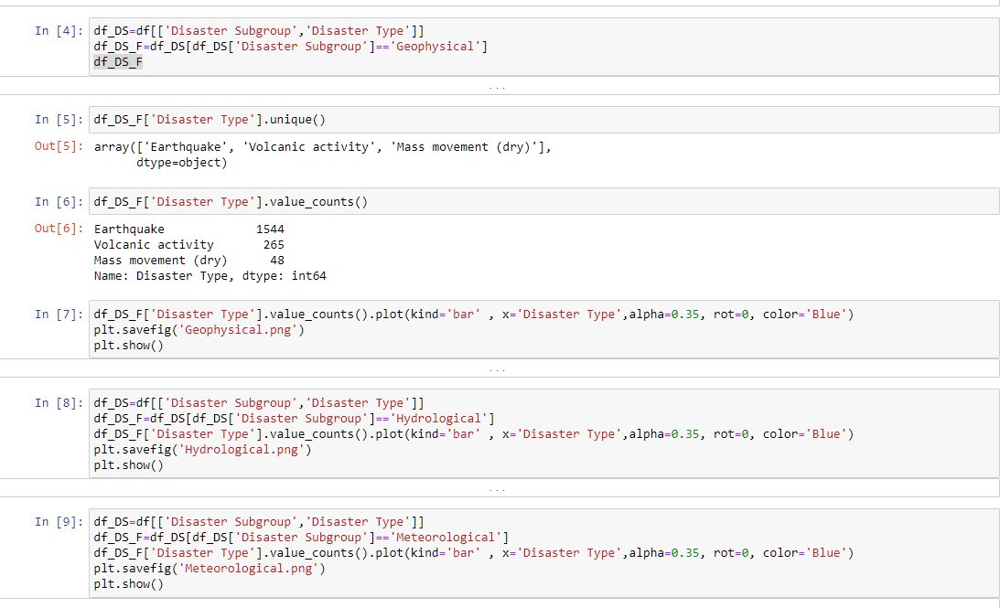 In [4]: df_DS=df[['Disaster Subgroup','Disaster Type']]
df_DS_F=df_DS[df_DS['Disaster Subgroup']=='Geophysical']
df_DS_F
...
In [5]: df_DS_F['Disaster Type'].unique()
Out[5]: array(['Earthquake', 'Volcanic activity', 'Mass movement (dry)'],
dtype=object)
In [6]: df_DS_F['Disaster Type'].value_counts()
Out[6]: Earthquake 1544
Volcanic activity 265
Mass movement (dry) 48
Name: Disaster Type, dtype: int64
In [7]: df_DS_F['Disaster Type'].value_counts().plot(kind='bar' , x='Disaster Type',alpha=0.35, rot=0, color='Blue')
plt.savefig('Geophysical.png')
plt.show()
...
In [8]: df_DS=df[['Disaster Subgroup','Disaster Type']]
df_DS_F=df_DS[df_DS['Disaster Subgroup']=='Hydrological']
df_DS_F['Disaster Type'].value_counts().plot(kind='bar' , x='Disaster Type',alpha=0.35, rot=0, color='Blue')
plt.savefig('Hydrological.png')
plt.show()
...
In [9]: df_DS=df[['Disaster Subgroup','Disaster Type']]
df_DS_F=df_DS[df_DS['Disaster Subgroup']=='Meteorological']
df_DS_F['Disaster Type'].value_counts().plot(kind='bar' , x='Disaster Type',alpha=0.35, rot=0, color='Blue')
plt.savefig('Meteorological.png')
plt.show()